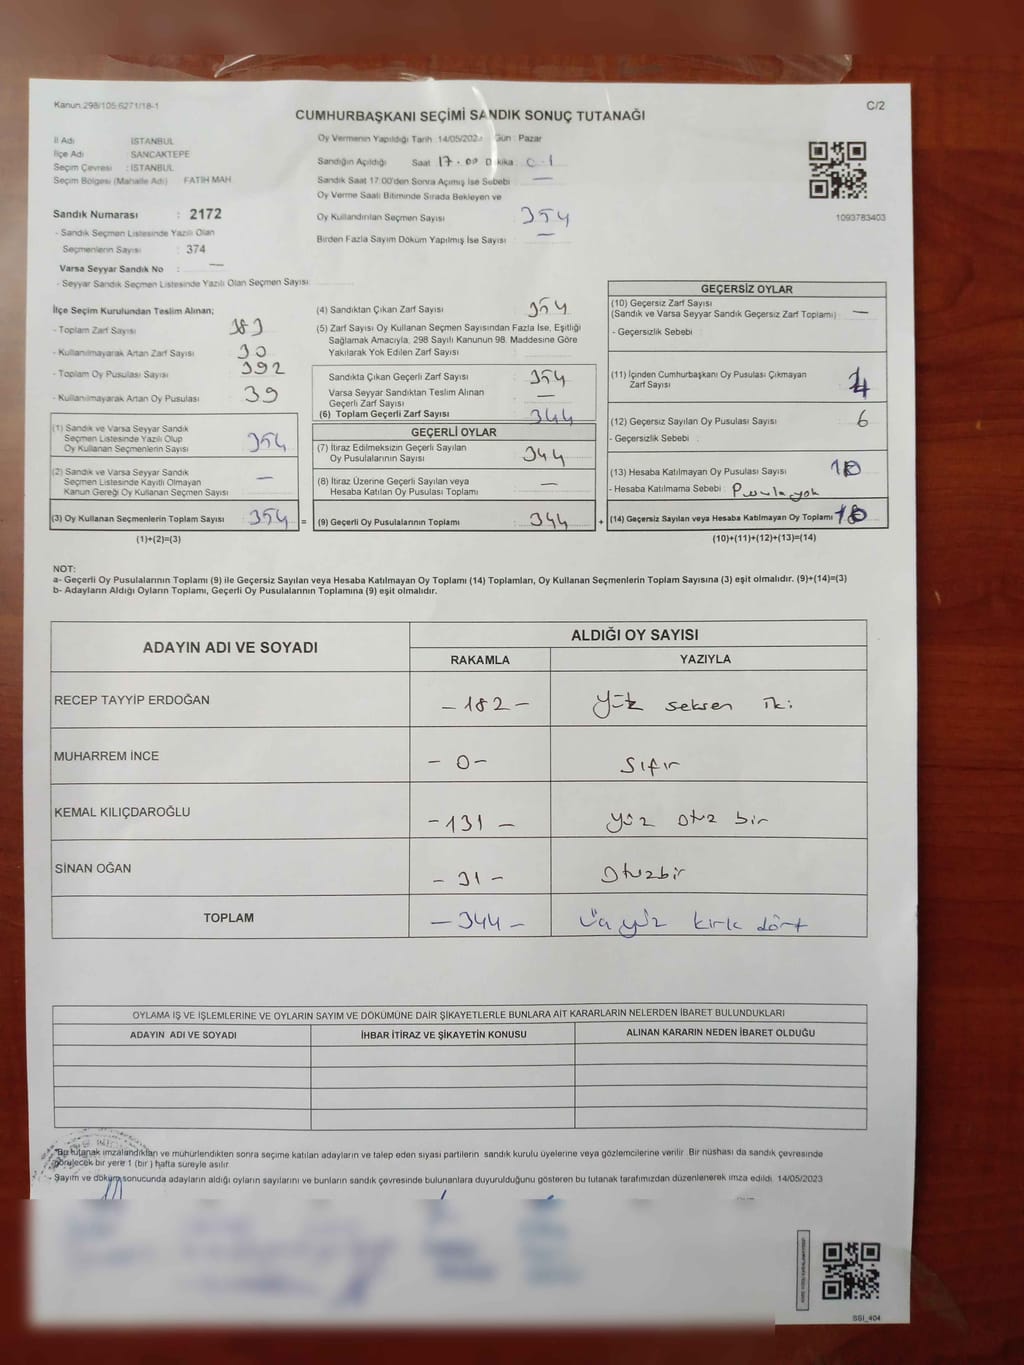 Kanun.298/105-6271/18-1
C/2
CUMHURBAŞKANI SEÇİMİ SANDIK SONUÇ TUTANAĞI
İl Adı İSTANBUL
İlçe Adı SANCAKTEPE
Seçim Çevresi : İSTANBUL
Seçim Bölgesi (Mahalle Adı) FATİH MAH.
Sandık Numarası : 2172
- Sandık Seçmen Listesinde Yazılı Olan
Seçmenlerin Sayısı : 374
Varsa Seyyar Sandık No : —
- Seyyar Sandık Seçmen Listesinde Yazılı Olan Seçmen Sayısı:
Oy Vermenin Yapıldığı Tarih :14/05/2023 Gün : Pazar
Sandığın Açıldığı Saat 17.00 Dakika :
Sandık Saat 17.00'den Sonra Açımış İse Sebebi —
Oy Verme Saati Bitiminde Sırada Bekleyen ve
Oy Kullandırılan Seçmen Sayısı 354
Birden Fazla Sayım Döküm Yapılmış İse Sayısı —
1093783403
İlçe Seçim Kurulundan Teslim Alınan;
- Toplam Zarf Sayısı 383
- Kullanılmayarak Artan Zarf Sayısı 30
- Toplam Oy Pusulası Sayısı 392
- Kullanılmayarak Artan Oy Pusulası 39
(1) Sandık ve Varsa Seyyar Sandık
Seçmen Listesinde Yazılı Olup
Oy Kullanan Seçmenlerin Sayısı 354
(2) Sandık ve Varsa Seyyar Sandık
Seçmen Listesinde Kayıtlı Olmayan
Kanun Gereği Oy Kullanan Seçmen Sayısı —
(3) Oy Kullanan Seçmenlerin Toplam Sayısı 354 =
(1)+(2)=(3)
(4) Sandıktan Çıkan Zarf Sayısı 354
(5) Zarf Sayısı Oy Kullanan Seçmen Sayısından Fazla İse, Eşitliği
Sağlamak Amacıyla, 298 Sayılı Kanunun 98. Maddesine Göre
Yakılarak Yok Edilen Zarf Sayısı
Sandıkta Çıkan Geçerli Zarf Sayısı 354
Varsa Seyyar Sandıktan Teslim Alınan
Geçerli Zarf Sayısı —
(6) Toplam Geçerli Zarf Sayısı 344
GEÇERLİ OYLAR
(7) İtiraz Edilmeksizin Geçerli Sayılan
Oy Pusulalarının Sayısı 344
(8) İtiraz Üzerine Geçerli Sayılan veya
Hesaba Katılan Oy Pusulası Toplamı —
(9) Geçerli Oy Pusulalarının Toplamı 344 +
GEÇERSİZ OYLAR
(10) Geçersiz Zarf Sayısı
(Sandık ve Varsa Seyyar Sandık Geçersiz Zarf Toplamı) —
- Geçersizlik Sebebi :
(11) İçinden Cumhurbaşkanı Oy Pusulası Çıkmayan
Zarf Sayısı 4
(12) Geçersiz Sayılan Oy Pusulası Sayısı 6
- Geçersizlik Sebebi :
(13) Hesaba Katılmayan Oy Pusulası Sayısı 10
- Hesaba Katılmama Sebebi : Pusula yok
(14) Geçersiz Sayılan veya Hesaba Katılmayan Oy Toplamı 10
(10)+(11)+(12)+(13)=(14)
NOT:
a- Geçerli Oy Pusulalarının Toplamı (9) ile Geçersiz Sayılan veya Hesaba Katılmayan Oy Toplamı (14) Toplamları, Oy Kullanan Seçmenlerin Toplam Sayısına (3) eşit olmalıdır. (9)+(14)=(3)
b- Adayların Aldığı Oyların Toplamı, Geçerli Oy Pusulalarının Toplamına (9) eşit olmalıdır.
ADAYIN ADI VE SOYADI
ALDIĞI OY SAYISI
RAKAMLA
YAZIYLA
RECEP TAYYİP ERDOĞAN – 182 – Yüz seksen iki
MUHARREM İNCE – 0 – Sıfır
KEMAL KILIÇDAROĞLU – 131 – yüz otuz bir
SİNAN OĞAN – 31 – Otuzbir
TOPLAM – 344 – üç yüz kırk dört
OYLAMA İŞ VE İŞLEMLERİNE VE OYLARIN SAYIM VE DÖKÜMÜNE DAİR ŞİKAYETLERLE BUNLARA AİT KARARLARIN NELERDEN İBARET BULUNDUKLARI
ADAYIN ADI VE SOYADI
İHBAR İTİRAZ VE ŞİKAYETİN KONUSU
ALINAN KARARIN NEDEN İBARET OLDUĞU
*Bu tutanak imzalandıktan ve mühürlendikten sonra seçime katılan adayların ve talep eden siyasi partilerin sandık kurulu üyelerine veya gözlemcilerine verilir. Bir nüshası da sandık çevresinde
görülecek bir yere 1 (bir) hafta süreyle asılır.
- Sayım ve döküm sonucunda adayların aldığı oyların sayılarını ve bunların sandık çevresinde bulunanlara duyurulduğunu gösteren bu tutanak tarafımızdan düzenlenerek imza edildi. 14/05/2023
SSİ_404